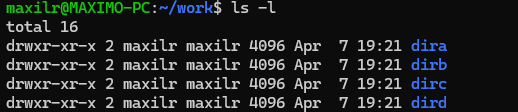 maxilr@MAXIMO-PC:~/work$ ls -l
total 16
drwxr-xr-x 2 maxilr maxilr 4096 Apr  7 19:21 dira
drwxr-xr-x 2 maxilr maxilr 4096 Apr  7 19:21 dirb
drwxr-xr-x 2 maxilr maxilr 4096 Apr  7 19:21 dirc
drwxr-xr-x 2 maxilr maxilr 4096 Apr  7 19:21 dird